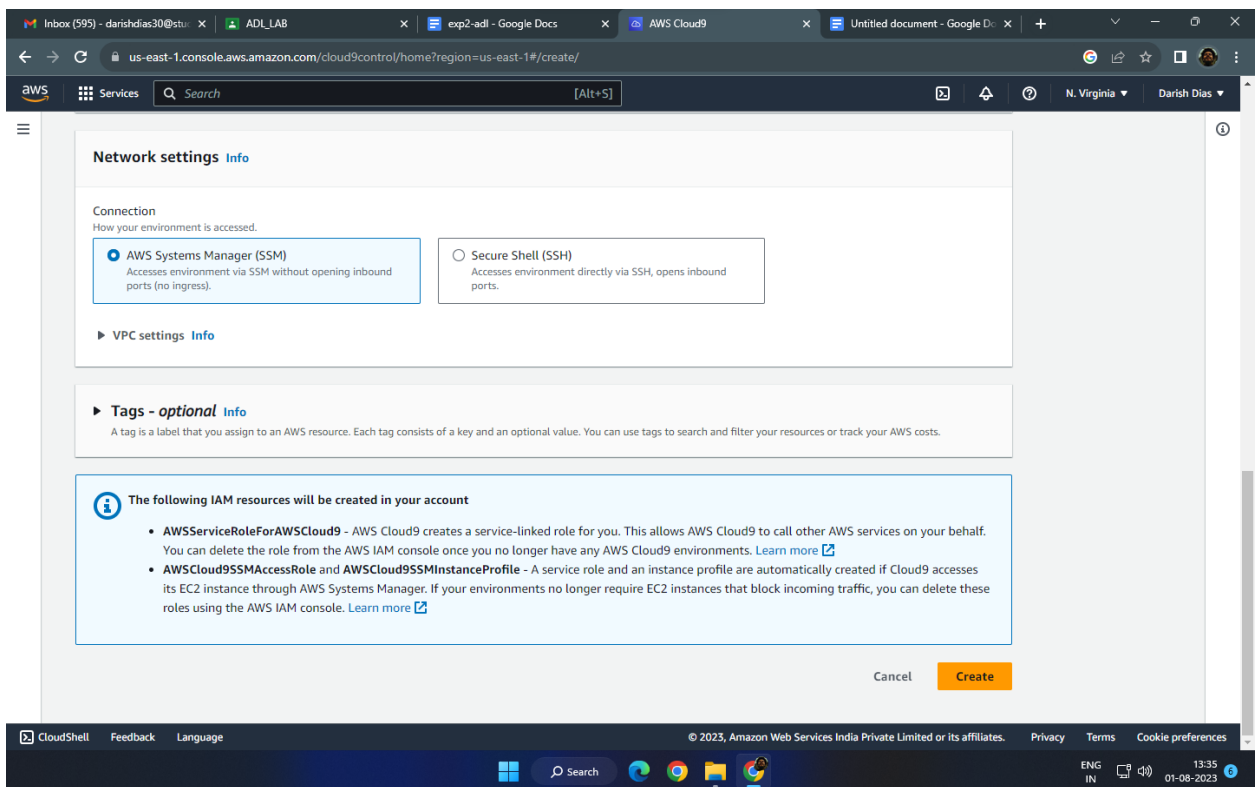 Inbox (595) - darishdias30@stud
ADL_LAB
exp2-adl - Google Docs
AWS Cloud9
Untitled document - Google Do
us-east-1.console.aws.amazon.com/cloud9control/home?region=us-east-1#/create/
aws
Services
Search
[Alt+S]
N. Virginia
Darish Dias
Network settings Info
Connection
How your environment is accessed.
AWS Systems Manager (SSM)
Accesses environment via SSM without opening inbound
ports (no ingress).
Secure Shell (SSH)
Accesses environment directly via SSH, opens inbound
ports.
VPC settings Info
Tags - optional Info
A tag is a label that you assign to an AWS resource. Each tag consists of a key and an optional value. You can use tags to search and filter your resources or track your AWS costs.
The following IAM resources will be created in your account
• AWSServiceRoleForAWSCloud9 - AWS Cloud9 creates a service-linked role for you. This allows AWS Cloud9 to call other AWS services on your behalf.
You can delete the role from the AWS IAM console once you no longer have any AWS Cloud9 environments. Learn more
• AWSCloud9SSMAccessRole and AWSCloud9SSMInstanceProfile - A service role and an instance profile are automatically created if Cloud9 accesses
its EC2 instance through AWS Systems Manager. If your environments no longer require EC2 instances that block incoming traffic, you can delete these
roles using the AWS IAM console. Learn more
Cancel
Create
CloudShell
Feedback
Language
© 2023, Amazon Web Services India Private Limited or its affiliates.
Privacy
Terms
Cookie preferences
Search
ENG
IN
13:35
01-08-2023
6